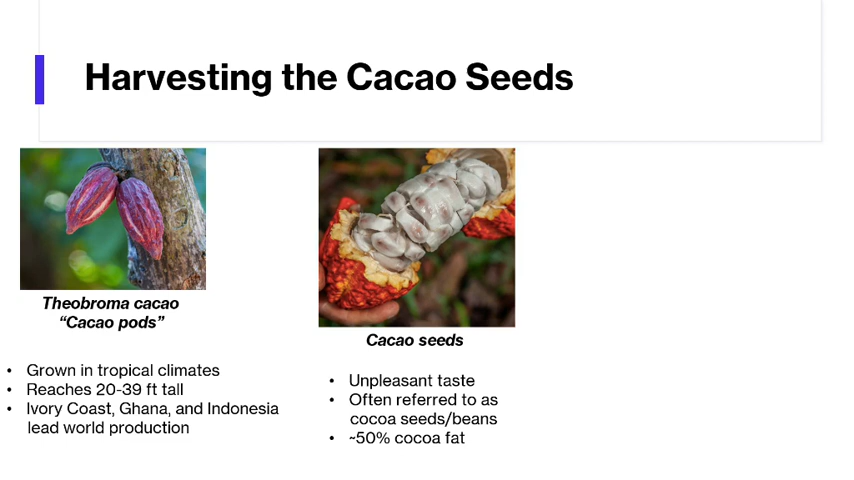 Harvesting the Cacao Seeds
Theobroma cacao
“Cacao pods”
• Grown in tropical climates
• Reaches 20-39 ft tall
• Ivory Coast, Ghana, and Indonesia
lead world production
Cacao seeds
• Unpleasant taste
• Often referred to as
cocoa seeds/beans
• ~50% cocoa fat